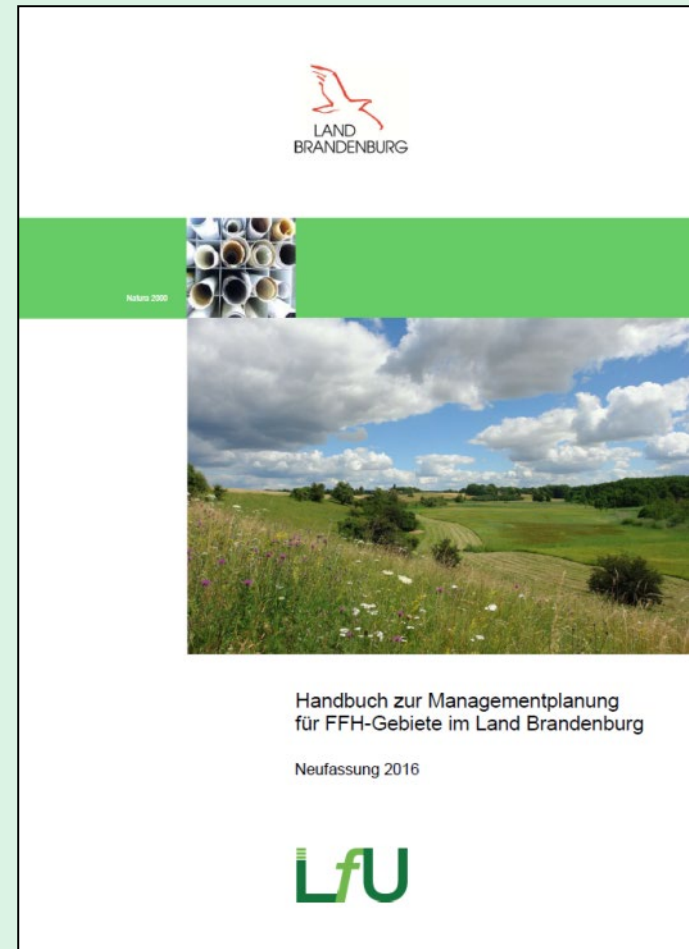 LAND
BRANDENBURG
Natura 2000
Handbuch zur Managementplanung
für FFH-Gebiete im Land Brandenburg
Neufassung 2016
LfU